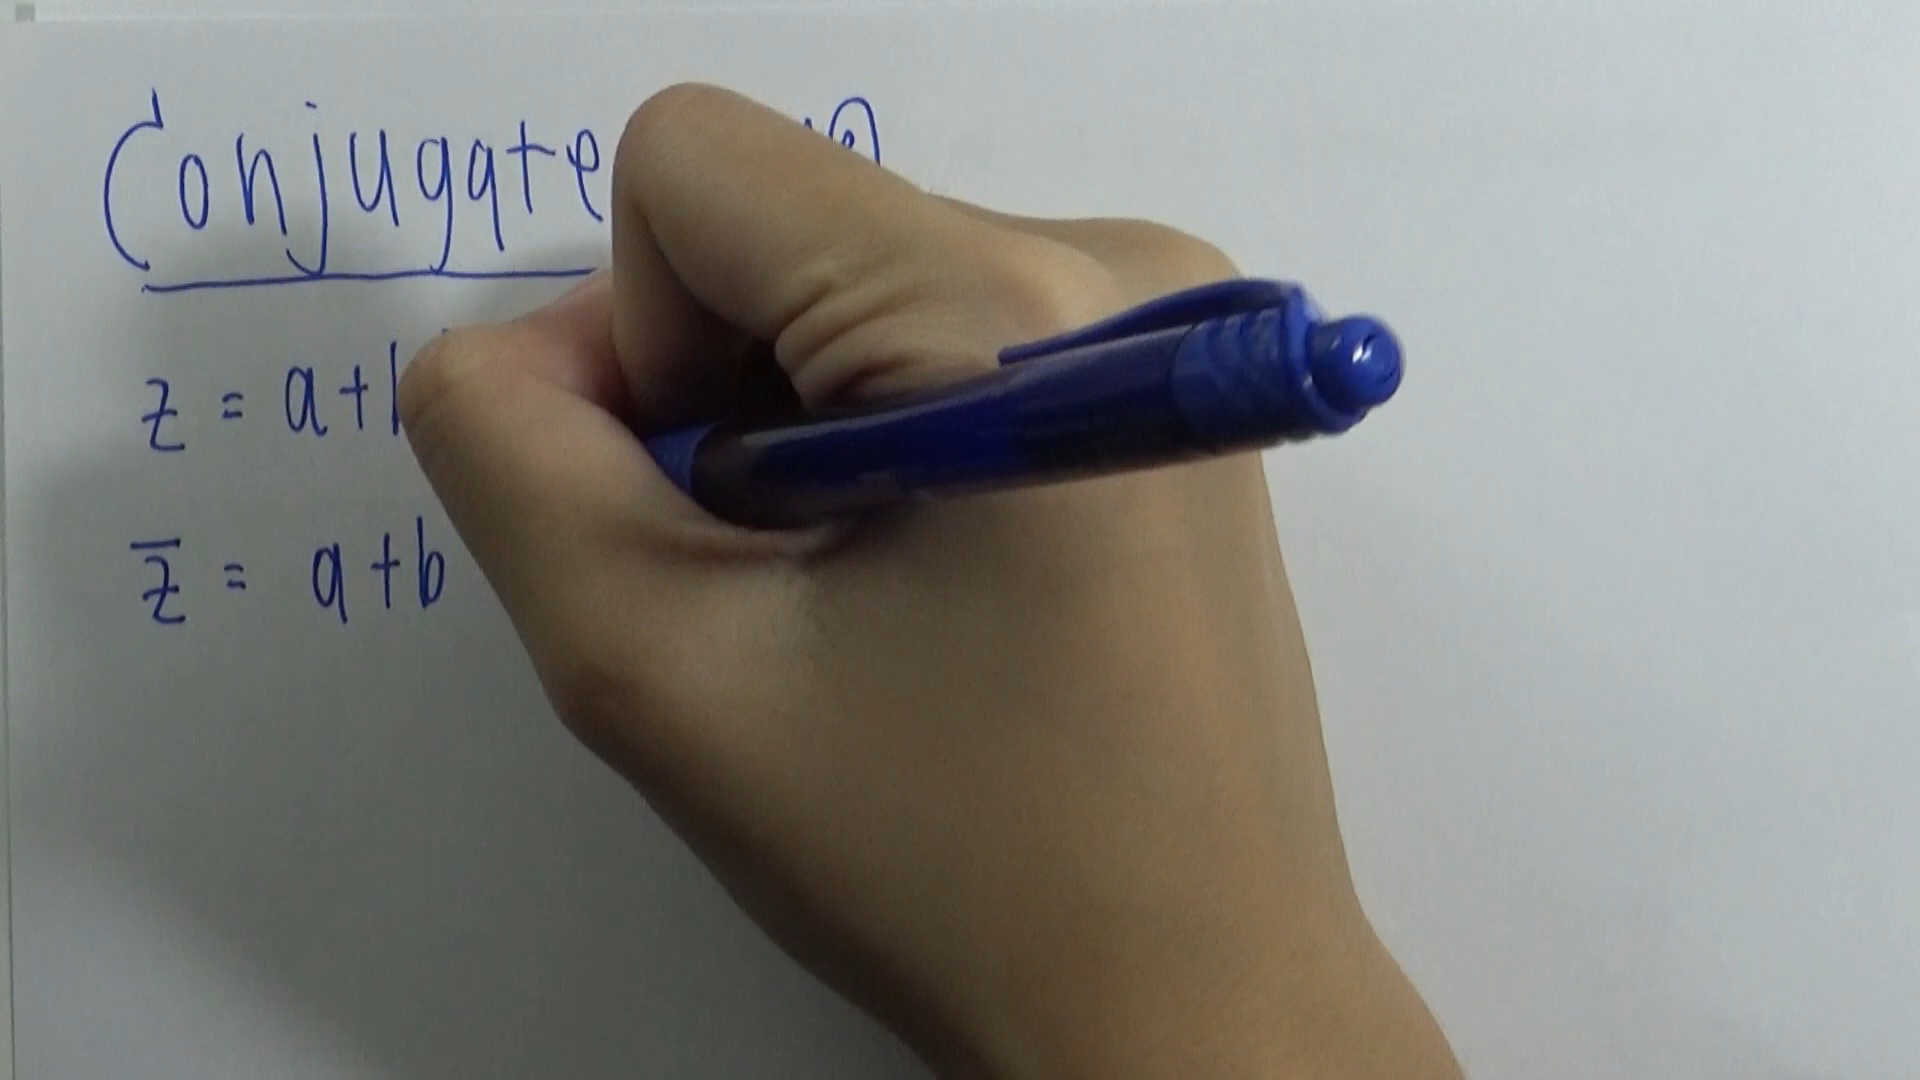 Conjugate
z = a +
z̄ = a + b